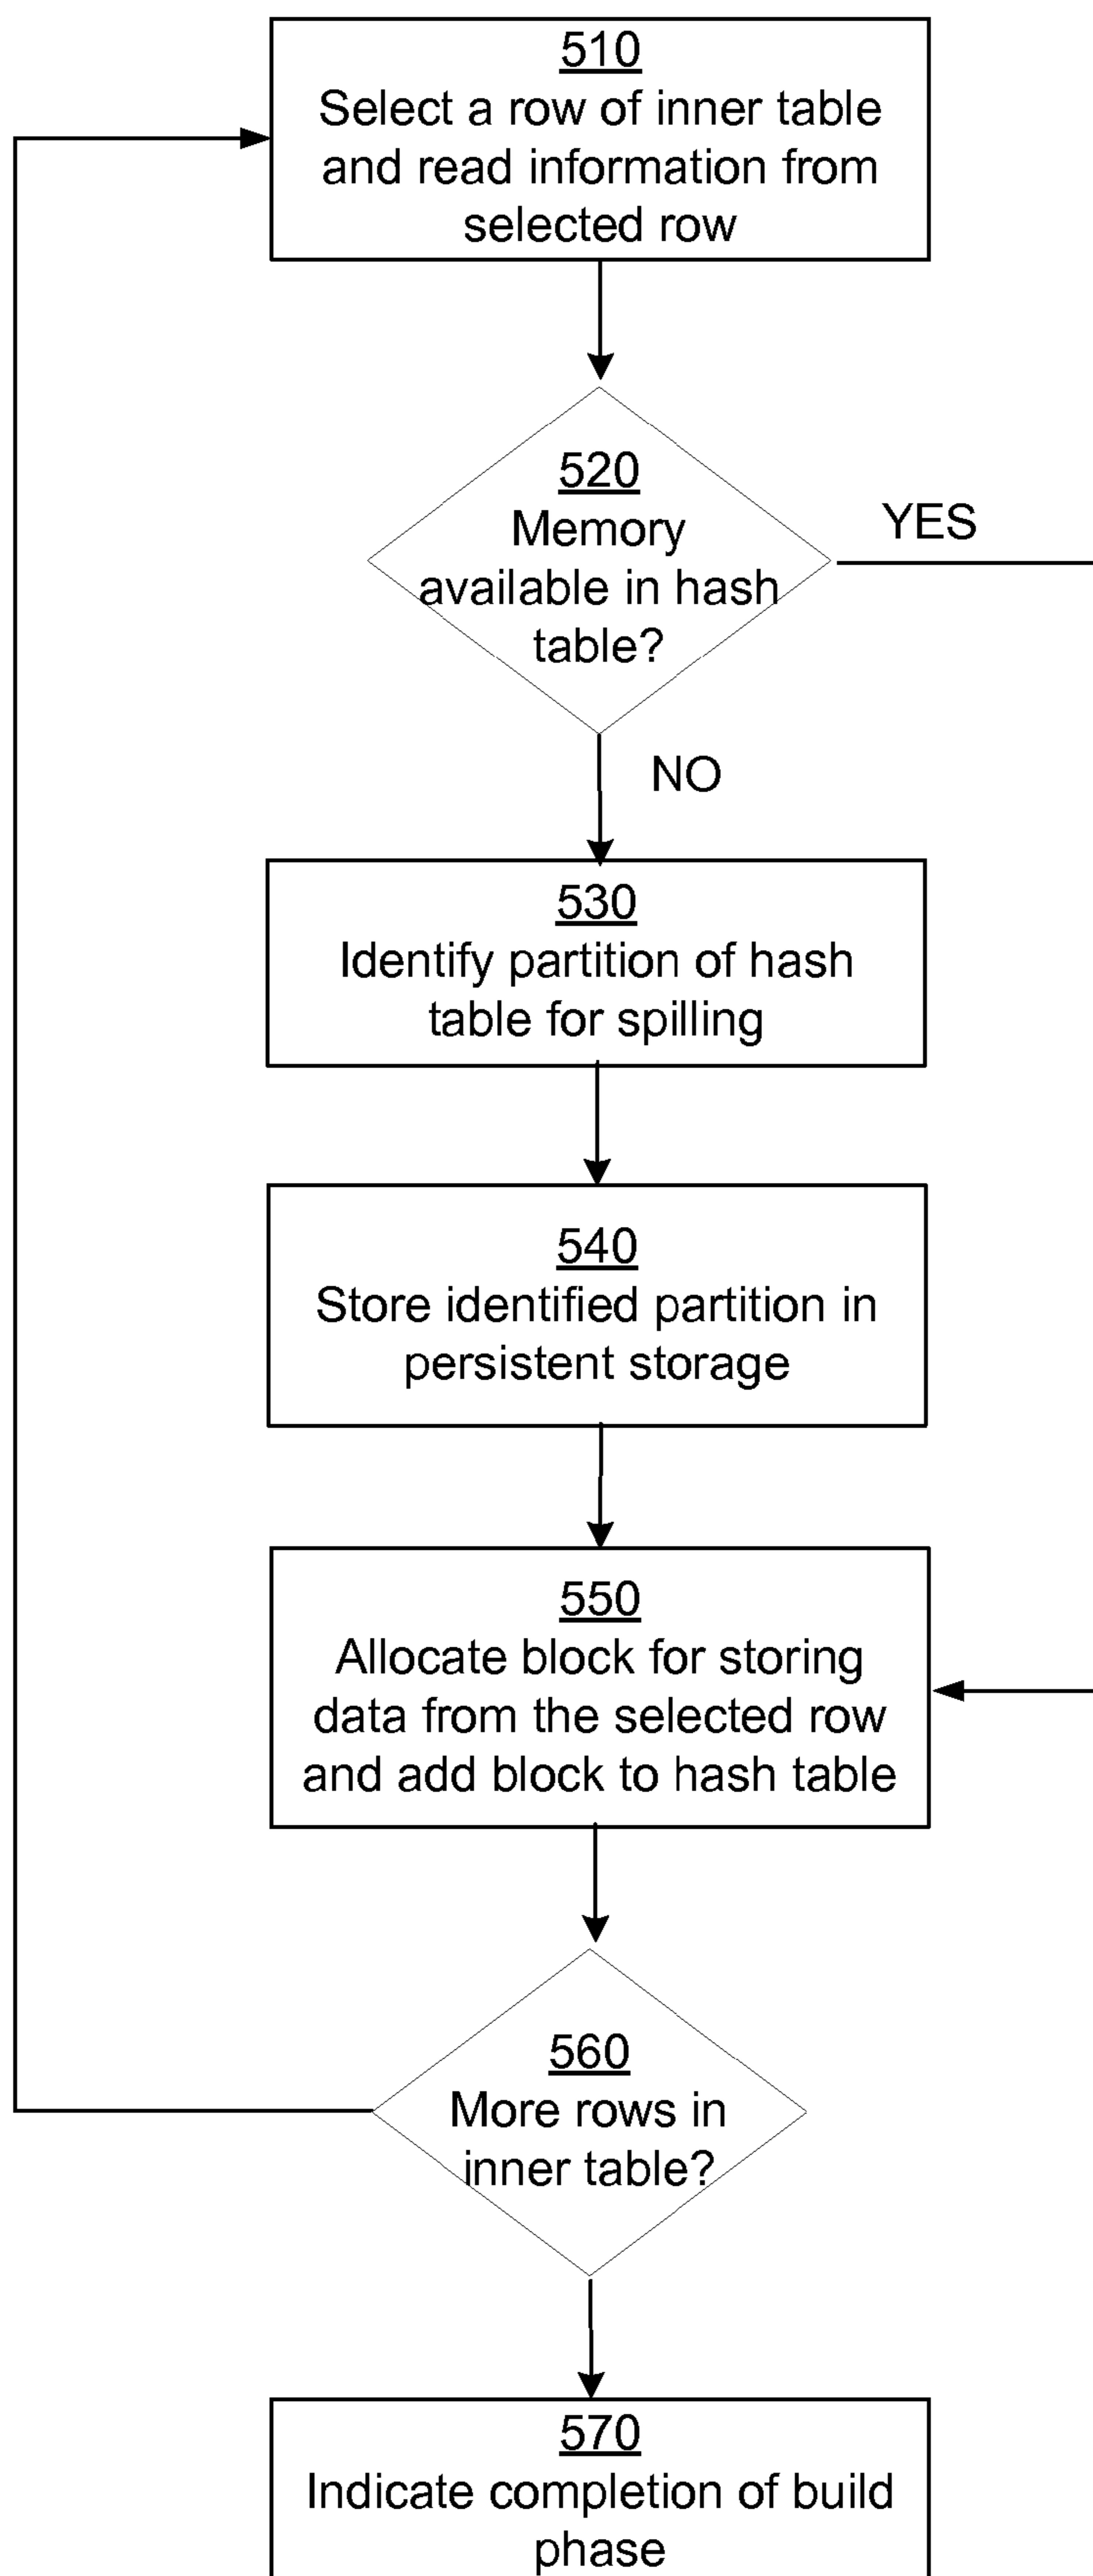 510
Select a row of inner table
and read information from
selected row
520
Memory
available in hash
table?
YES
NO
530
Identify partition of hash
table for spilling
540
Store identified partition in
persistent storage
550
Allocate block for storing
data from the selected row
and add block to hash table
560
More rows in
inner table?
570
Indicate completion of build
phase